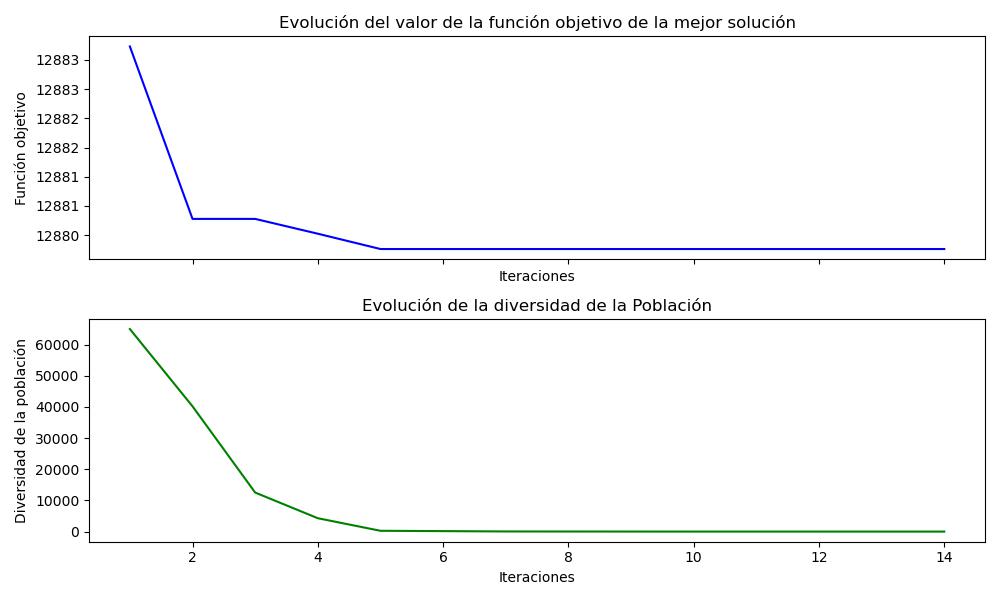 Evolución del valor de la función objetivo de la mejor solución
Función objetivo
12883
12883
12882
12882
12881
12881
12880
Iteraciones
Evolución de la diversidad de la Población
Diversidad de la población
60000
50000
40000
30000
20000
10000
0
2 4 6 8 10 12 14
Iteraciones